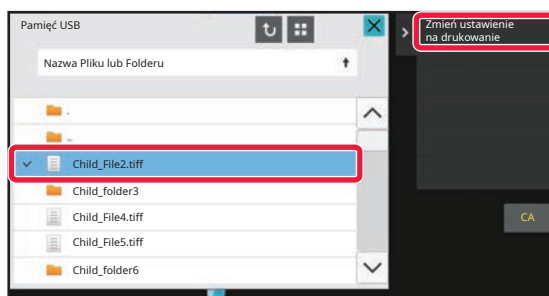 Pamięć USB
Zmień ustawienie
na drukowanie
Nazwa Pliku lub Folderu
.
..
Child_File2.tiff
Child_folder3
Child_File4.tiff
Child_File5.tiff
Child_folder6
CA